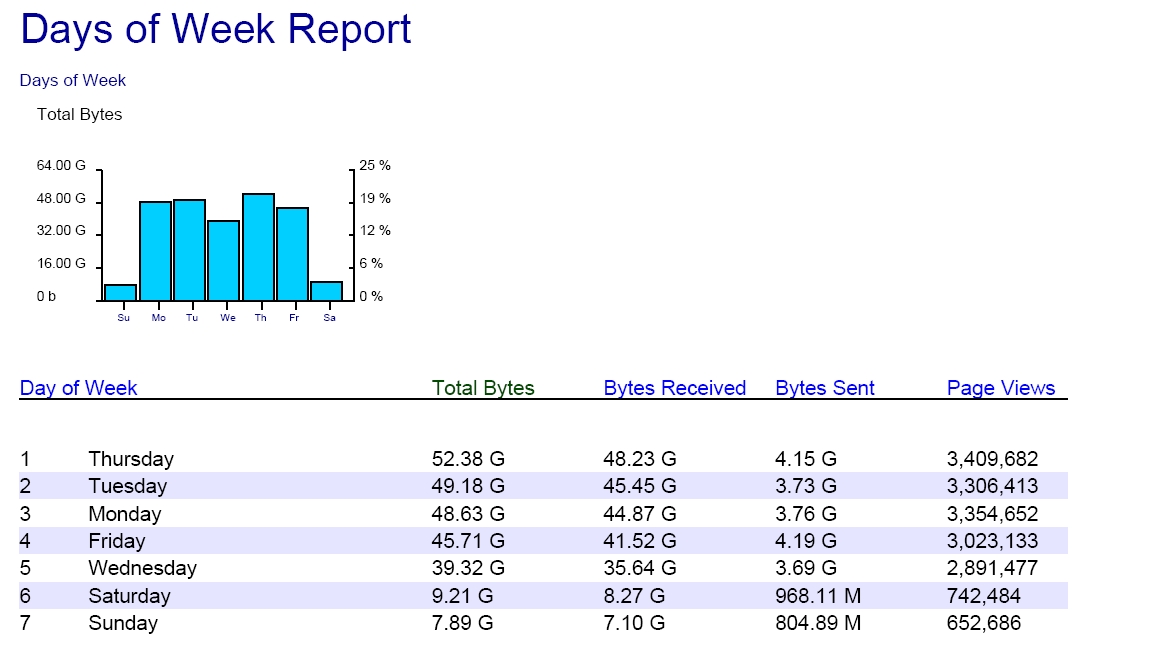 Days of Week Report
Days of Week
Total Bytes
64.00 G 25 %
48.00 G 19 %
32.00 G 12 %
16.00 G 6 %
0 b 0 %
Su Mo Tu We Th Fr Sa
Day of Week Total Bytes Bytes Received Bytes Sent Page Views
1 Thursday 52.38 G 48.23 G 4.15 G 3,409,682
2 Tuesday 49.18 G 45.45 G 3.73 G 3,306,413
3 Monday 48.63 G 44.87 G 3.76 G 3,354,652
4 Friday 45.71 G 41.52 G 4.19 G 3,023,133
5 Wednesday 39.32 G 35.64 G 3.69 G 2,891,477
6 Saturday 9.21 G 8.27 G 968.11 M 742,484
7 Sunday 7.89 G 7.10 G 804.89 M 652,686